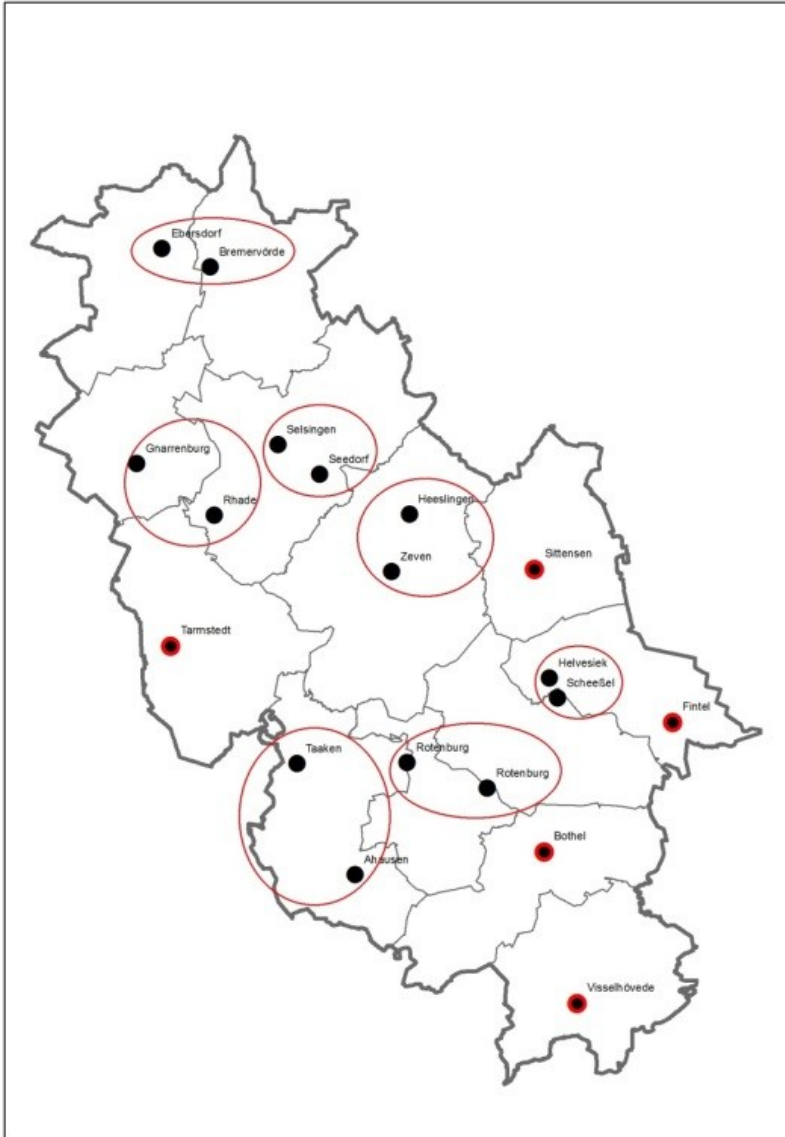 Ebersdorf
Bremervörde
Selsingen
Gnarrenburg
Seedorf
Rhade
Heeslingen
Zeven
Sittensen
Tarmstedt
Helvesiek
Scheeßel
Fintel
Taaken
Rotenburg
Rotenburg
Bothel
Ahausen
Visselhövede